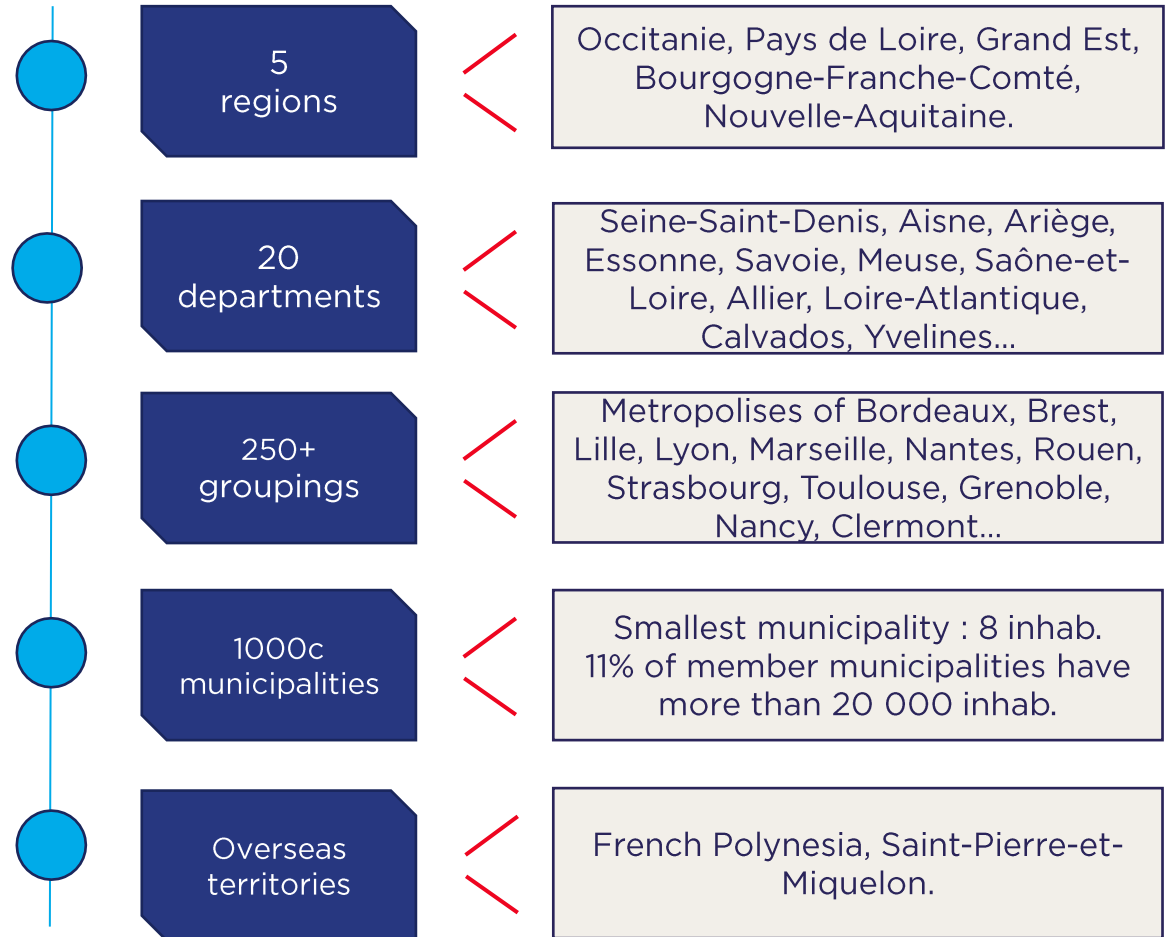 5
regions
Occitanie, Pays de Loire, Grand Est,
Bourgogne-Franche-Comté,
Nouvelle-Aquitaine.
20
departments
Seine-Saint-Denis, Aisne, Ariège,
Essonne, Savoie, Meuse, Saône-et-
Loire, Allier, Loire-Atlantique,
Calvados, Yvelines...
250+
groupings
Metropolises of Bordeaux, Brest,
Lille, Lyon, Marseille, Nantes, Rouen,
Strasbourg, Toulouse, Grenoble,
Nancy, Clermont...
1000c
municipalities
Smallest municipality : 8 inhab.
11% of member municipalities have
more than 20 000 inhab.
Overseas
territories
French Polynesia, Saint-Pierre-et-
Miquelon.